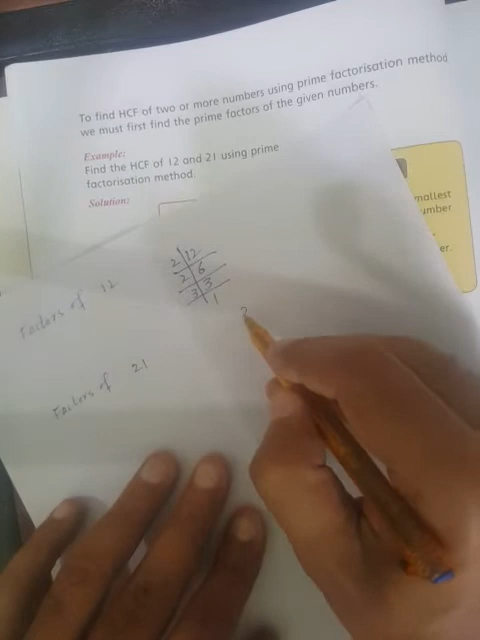 To find HCF of two or more numbers using prime factorisation method
we must first find the prime factors of the given numbers.
Example:
Find the HCF of 12 and 21 using prime
factorisation method.
Solution:
mallest
umber
er.
2 12
2 6
3 3
1
Factors of 12
Factors of 21